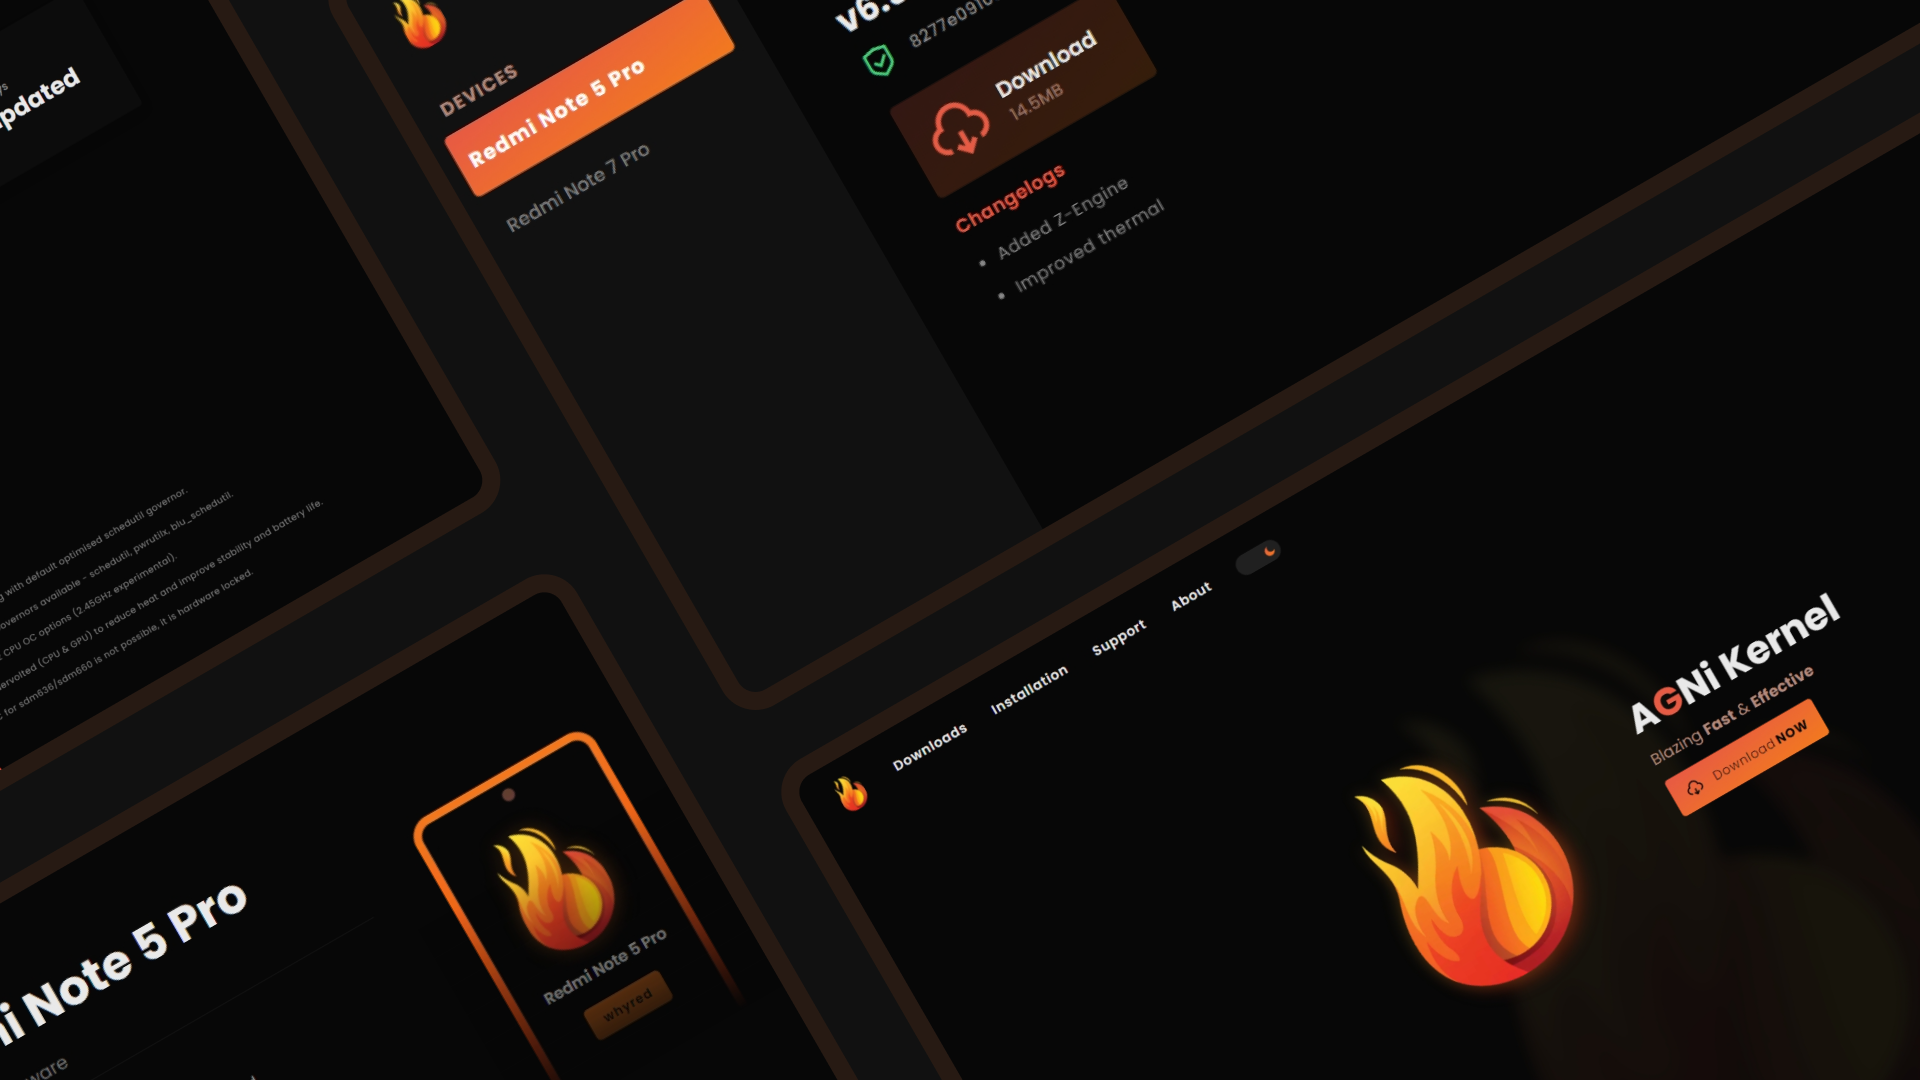 pdated
with default optimised schedutil governor.
overnors available - schedutil, pwrutilx, blu_schedutil.
CPU OC options (2.45GHz experimental).
ervolted (CPU & GPU) to reduce heat and improve stability and battery life.
for sdm636/sdm660 is not possible, it is hardware locked.
DEVICES
Redmi Note 5 Pro
Redmi Note 7 Pro
v6.
8277e091
Download
14.5MB
Changelogs
• Added Z-Engine
• Improved thermal
i Note 5 Pro
ware
Redmi Note 5 Pro
whyred
Downloads
Installation
Support
About
AGNi Kernel
Blazing Fast & Effective
Download NOW